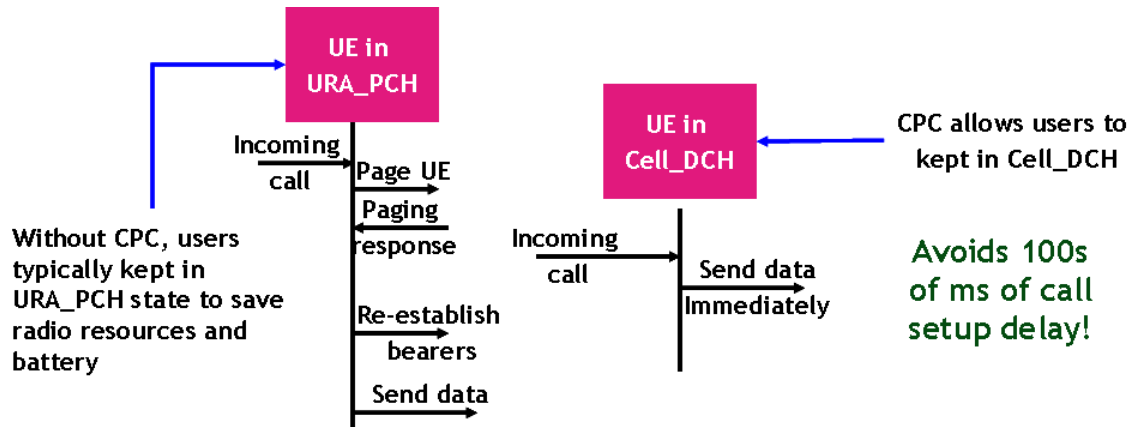 UE in
URA_PCH
Incoming
call
Page UE
Paging
response
Re-establish
bearers
Send data
Without CPC, users
typically kept in
URA_PCH state to save
radio resources and
battery
UE in
Cell_DCH
Incoming
call
Send data
Immediately
CPC allows users to
kept in Cell_DCH
Avoids 100s
of ms of call
setup delay!